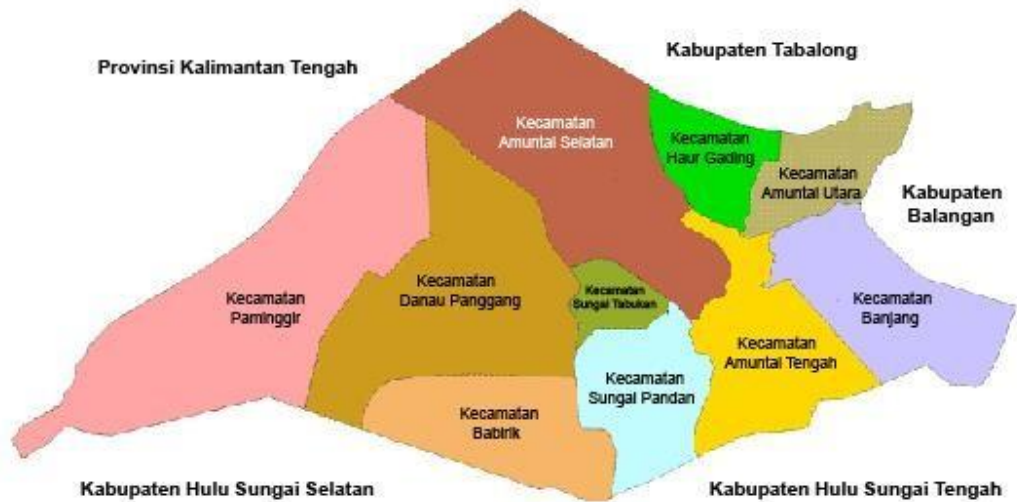 Kabupaten Tabalong
Provinsi Kalimantan Tengah
Kecamatan
Amuntai Selatan
Kecamatan
Haur Gading
Kecamatan
Amuntai Utara
Kabupaten
Balangan
Kecamatan
Danau Panggang
Kecamatan
Sungai Tabukan
Kecamatan
Paminggir
Kecamatan
Banjang
Kecamatan
Amuntai Tengah
Kecamatan
Sungai Pandan
Kecamatan
Babirik
Kabupaten Hulu Sungai Selatan
Kabupaten Hulu Sungai Tengah